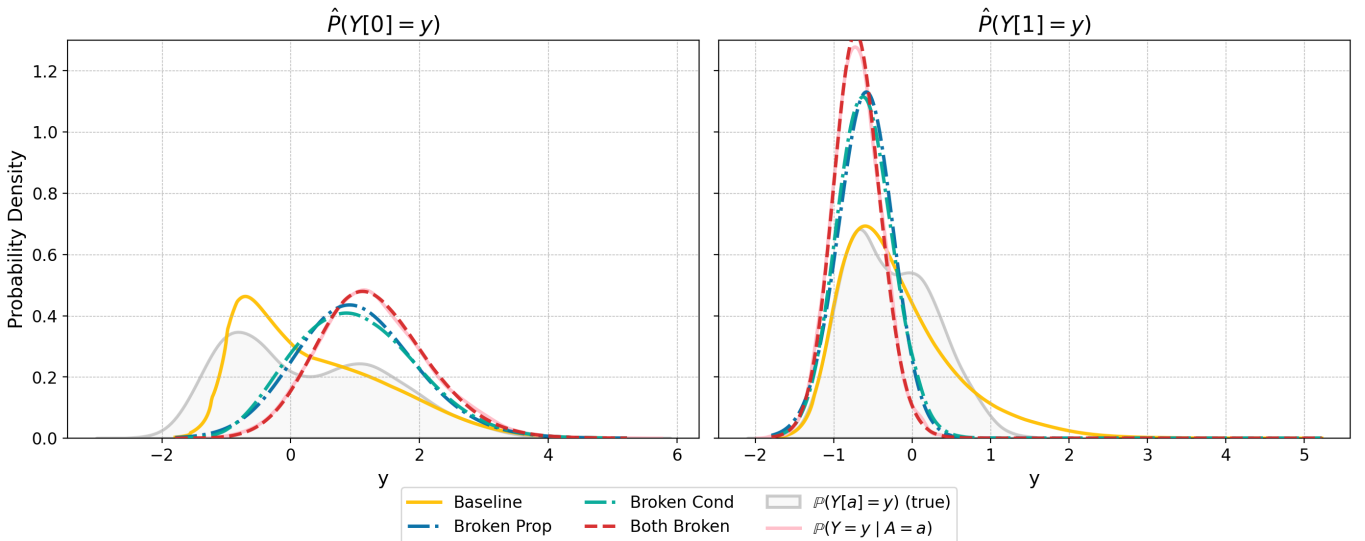 P̂(Y[0] = y)
P̂(Y[1] = y)
Probability Density
1.2
1.0
0.8
0.6
0.4
0.2
0.0
−2 0 2 4 6
−2 −1 0 1 2 3 4 5
y
y
Baseline Broken Cond ℙ(Y[a] = y) (true)
Broken Prop Both Broken ℙ(Y = y | A = a)